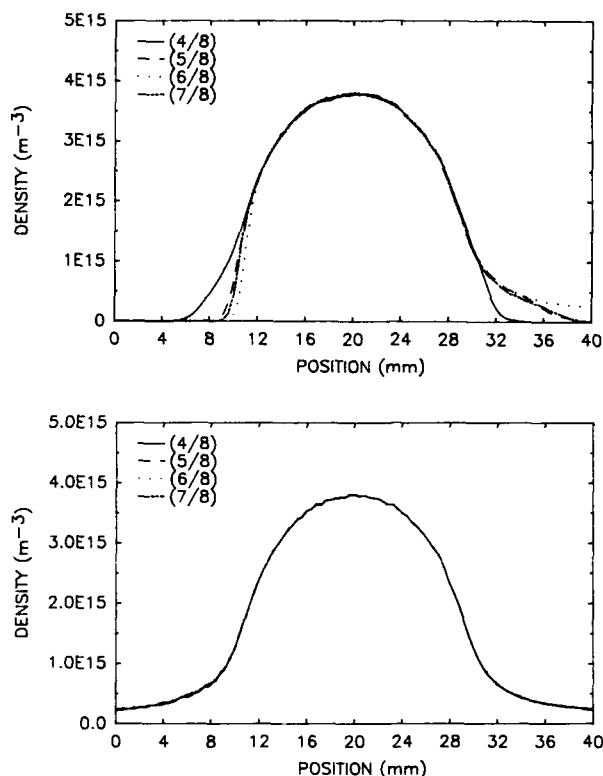 5E15
4E15
3E15
2E15
1E15
0
DENSITY (m⁻³)
(4/8)
(5/8)
(6/8)
(7/8)
0 4 8 12 16 20 24 28 32 36 40
POSITION (mm)
5.0E15
4.0E15
3.0E15
2.0E15
1.0E15
0.0
DENSITY (m⁻³)
(4/8)
(5/8)
(6/8)
(7/8)
0 4 8 12 16 20 24 28 32 36 40
POSITION (mm)